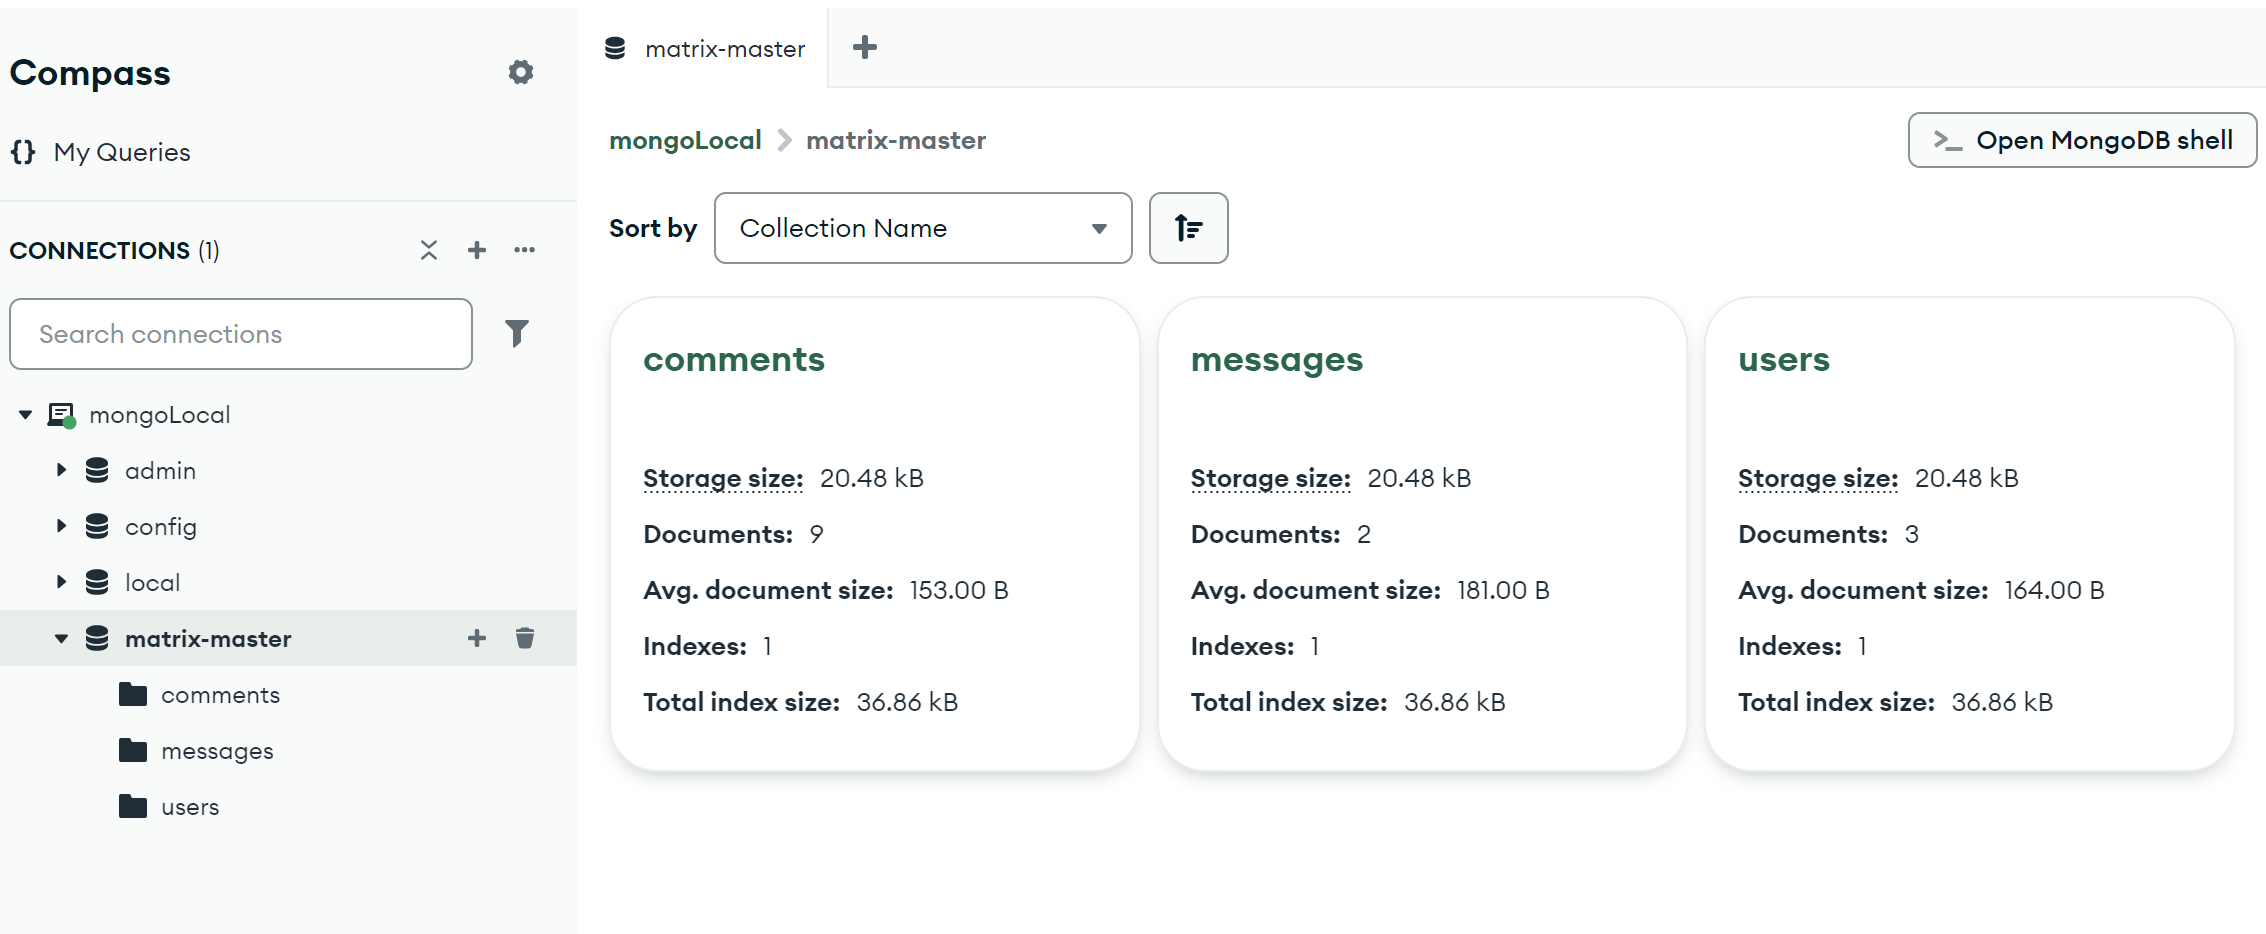 Compass
My Queries
CONNECTIONS (1)
Search connections
mongoLocal
admin
config
local
matrix-master
comments
messages
users
matrix-master
mongoLocal matrix-master
Open MongoDB shell
Sort by Collection Name
comments
Storage size: 20.48 kB
Documents: 9
Avg. document size: 153.00 B
Indexes: 1
Total index size: 36.86 kB
messages
Storage size: 20.48 kB
Documents: 2
Avg. document size: 181.00 B
Indexes: 1
Total index size: 36.86 kB
users
Storage size: 20.48 kB
Documents: 3
Avg. document size: 164.00 B
Indexes: 1
Total index size: 36.86 kB